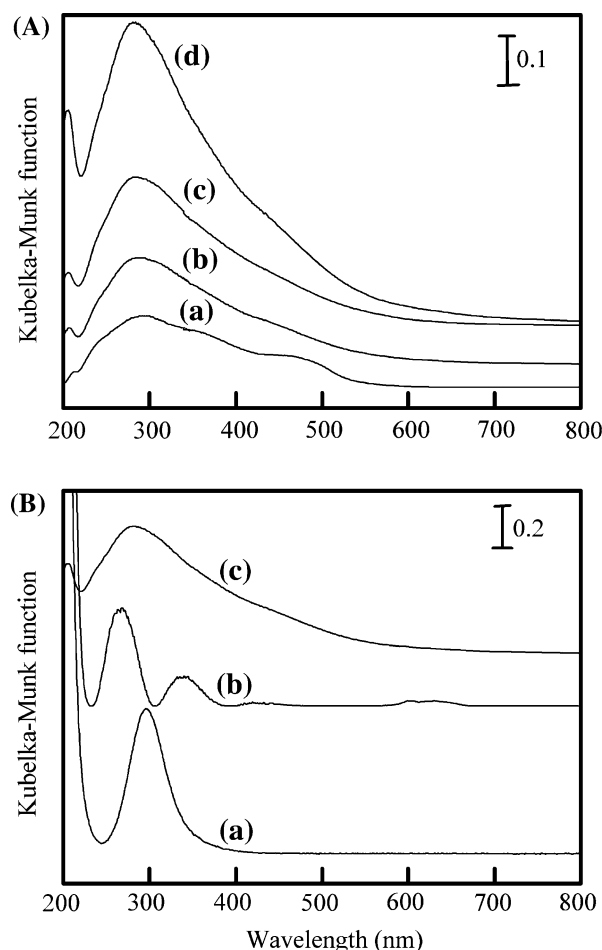 (A)
(d)
0.1
(c)
(b)
(a)
Kubelka-Munk function
200 300 400 500 600 700 800
(B)
0.2
(c)
(b)
(a)
Kubelka-Munk function
200 300 400 500 600 700 800
Wavelength (nm)